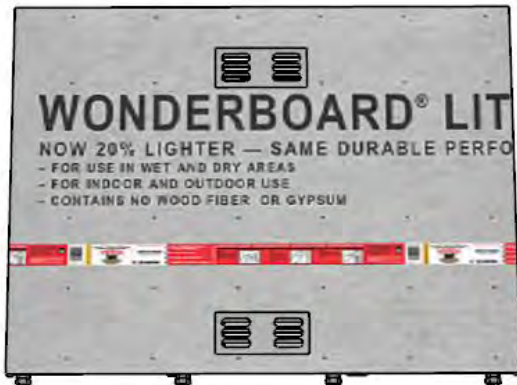 WONDERBOARD® LIT
NOW 20% LIGHTER — SAME DURABLE PERFO
- FOR USE IN WET AND DRY AREAS
- FOR INDOOR AND OUTDOOR USE
- CONTAINS NO WOOD FIBER OR GYPSUM